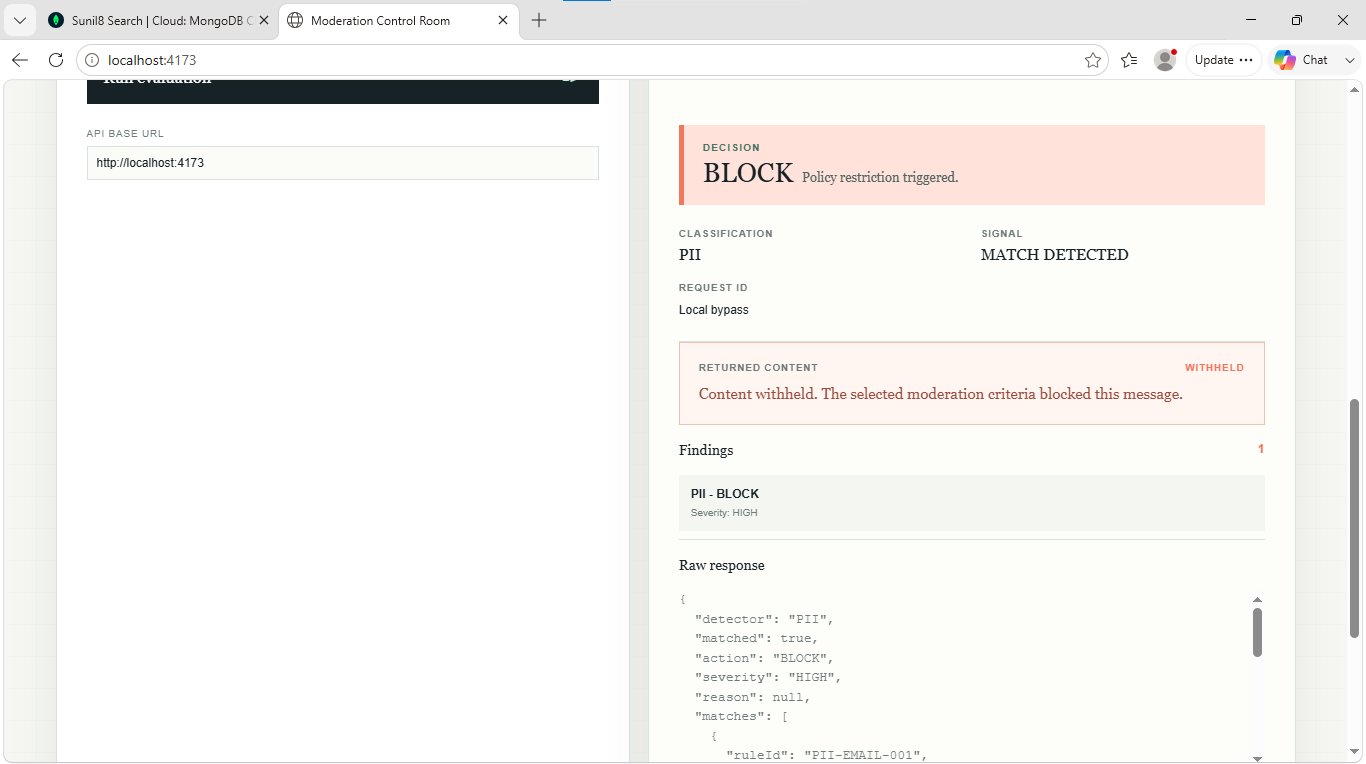 Sunil8 Search | Cloud: MongoDB C
Moderation Control Room
localhost:4173
Update
Chat
Run evaluation
API BASE URL
http://localhost:4173
DECISION
BLOCK Policy restriction triggered.
CLASSIFICATION
PII
SIGNAL
MATCH DETECTED
REQUEST ID
Local bypass
RETURNED CONTENT
WITHHELD
Content withheld. The selected moderation criteria blocked this message.
Findings
1
PII - BLOCK
Severity: HIGH
Raw response
{
"detector": "PII",
"matched": true,
"action": "BLOCK",
"severity": "HIGH",
"reason": null,
"matches": [
{
"ruleId": "PII-EMAIL-001",